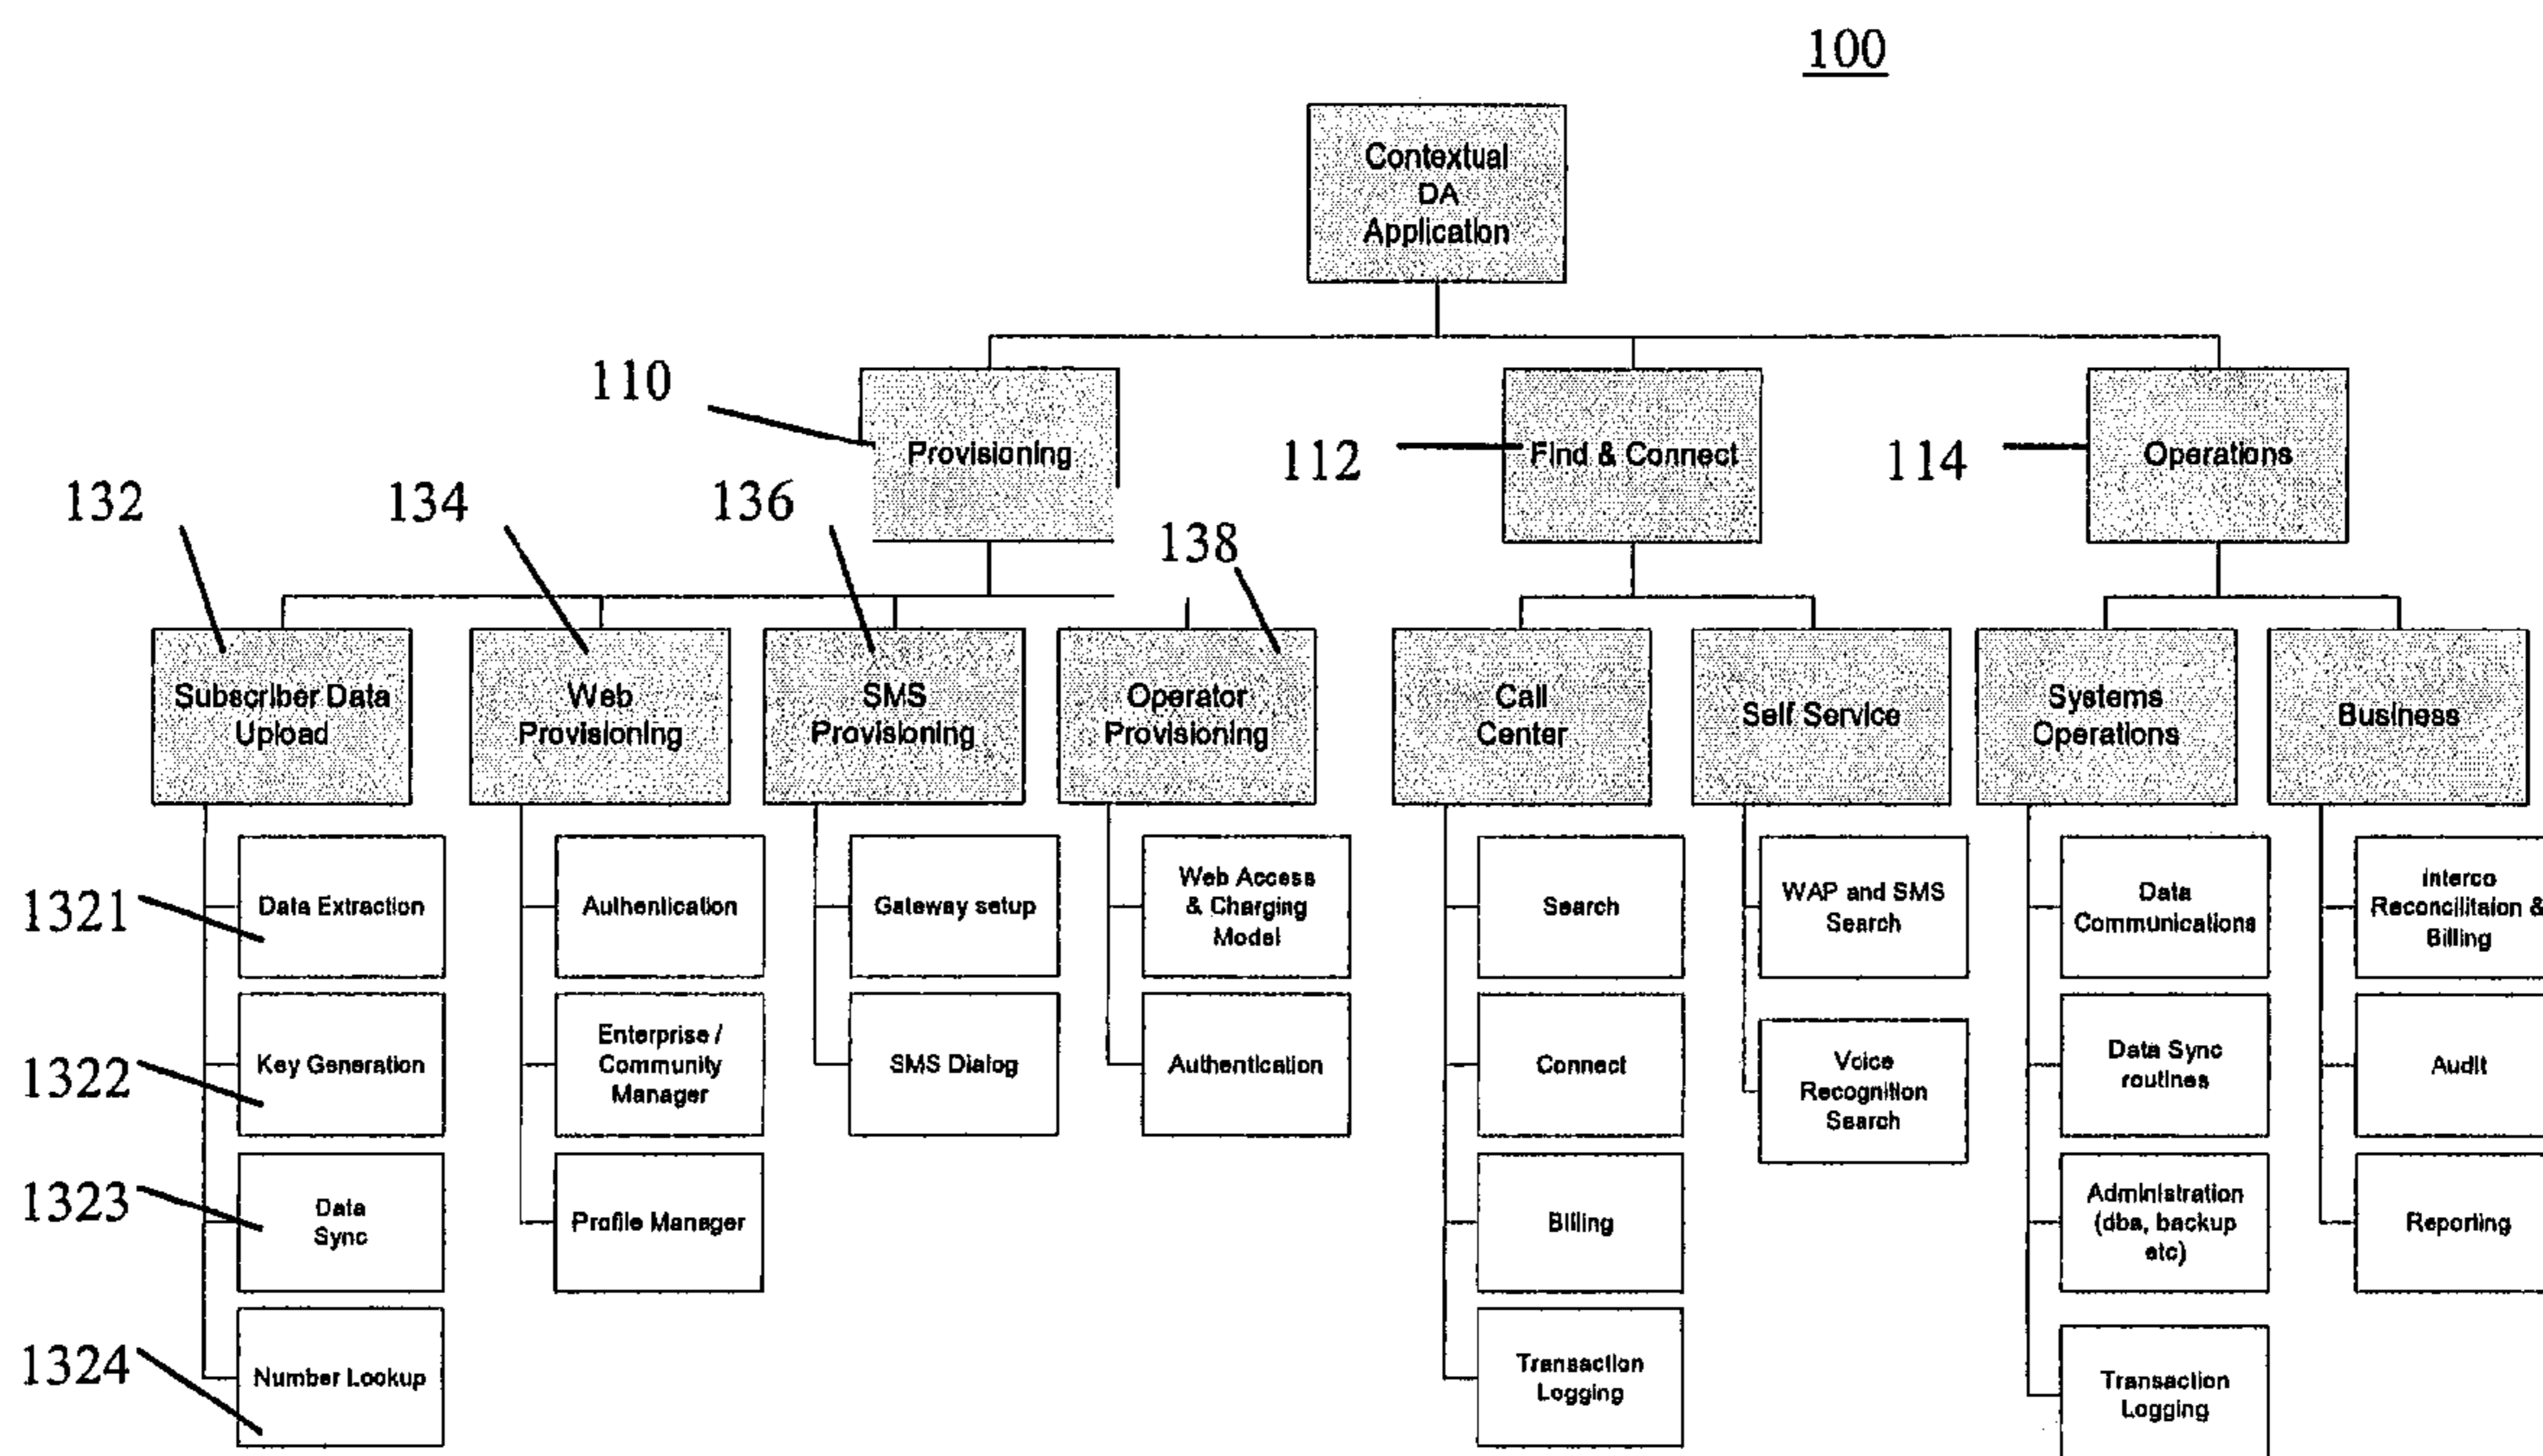 100
Contextual
DA
Application
110
Provisioning
112
Find & Connect
114
Operations
132
134
136
138
Subscriber Data
Upload
Web
Provisioning
SMS
Provisioning
Operator
Provisioning
Call
Center
Self Service
Systems
Operations
Business
1321
Data Extraction
Authentication
Gateway setup
Web Access
& Charging
Model
Search
WAP and SMS
Search
Data
Communications
Interco
Reconcilitaion &
Billing
1322
Key Generation
Enterprise /
Community
Manager
SMS Dialog
Authentication
Connect
Voice
Recognition
Search
Data Sync
routines
Audit
1323
Data
Sync
Profile Manager
Billing
Administration
(dba, backup
etc)
Reporting
1324
Number Lookup
Transaction
Logging
Transaction
Logging